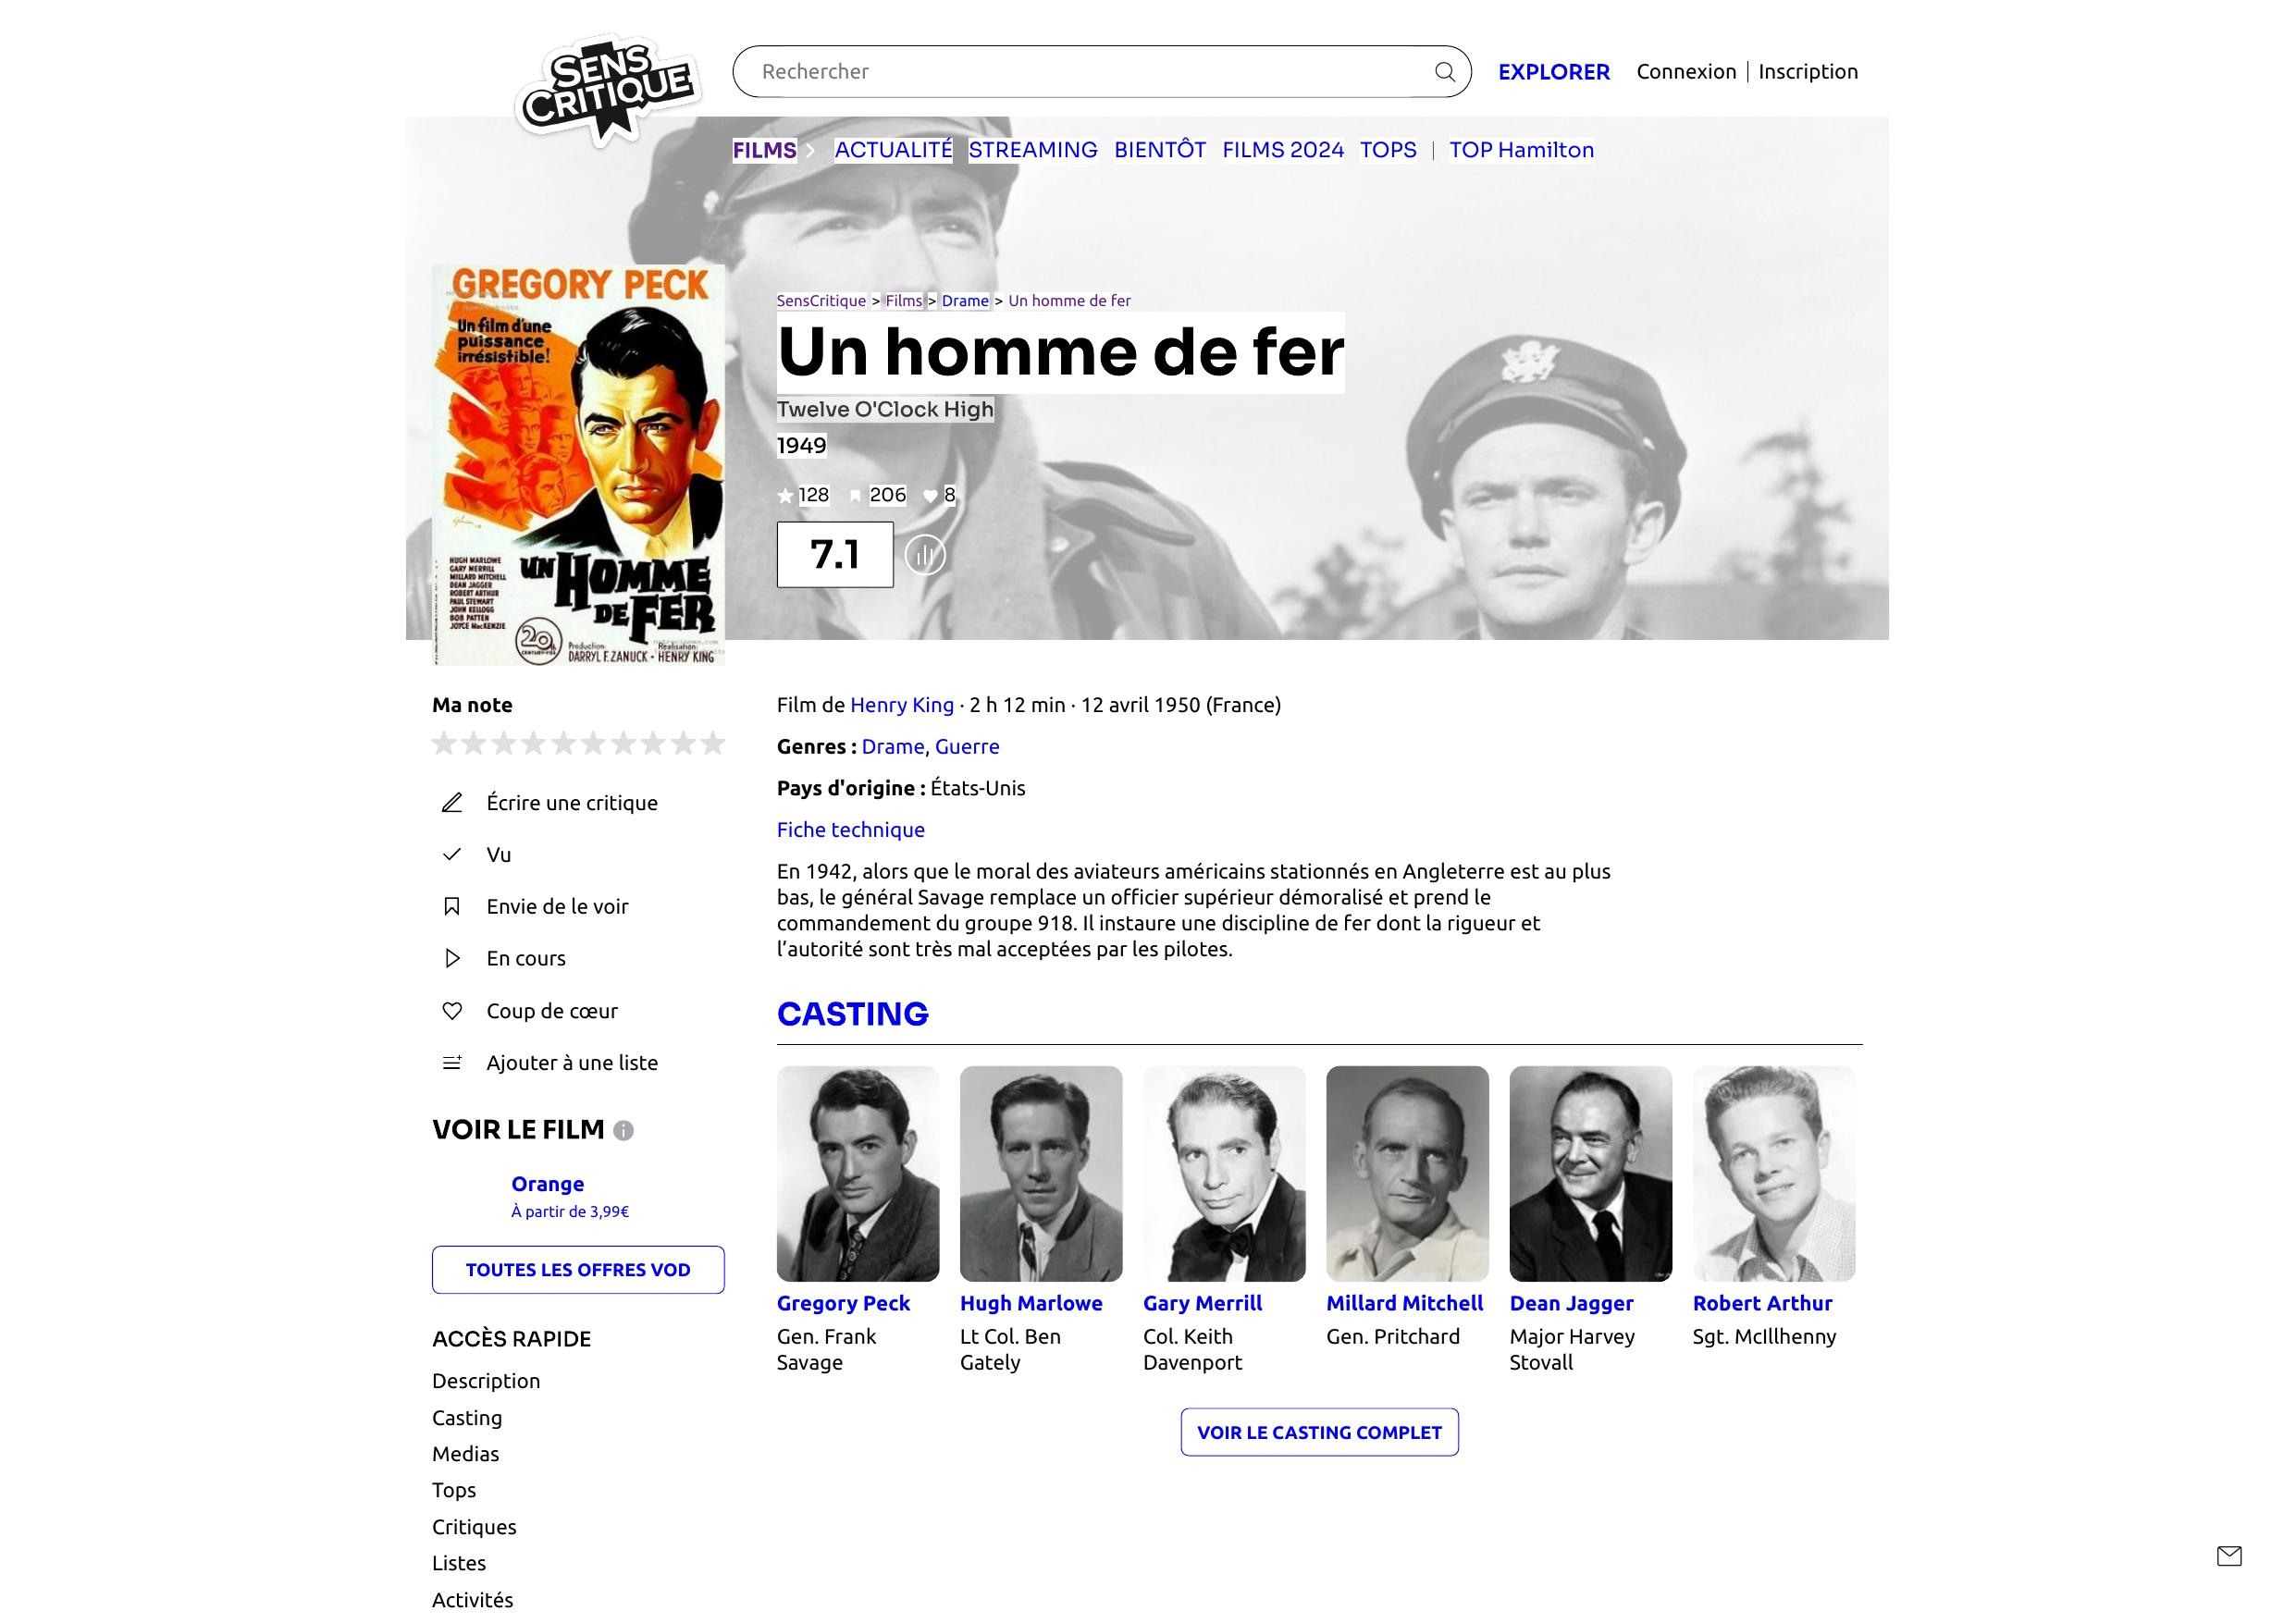 SENS
CRITIQUE
Rechercher
EXPLORER
Connexion | Inscription
FILMS
ACTUALITÉ STREAMING BIENTÔT FILMS 2024 TOPS | TOP Hamilton
GREGORY PECK
Un film d'une
puissance
irrésistible!
HUGH MARLOWE
GARY MERRILL
MILLARD MITCHELL
DEAN JAGGER
ROBERT ARTHUR
PAUL STEWART
JOHN KELLOGG
BOB PATTEN
JOYCE MacKENZIE
UN HOMME
DE FER
20
CENTURY-FOX
Production Réalisation
DARRYL F. ZANUCK - HENRY KING
SensCritique > Films > Drame > Un homme de fer
Un homme de fer
Twelve O'Clock High
1949
128 206 8
7.1
Ma note
Écrire une critique
Vu
Envie de le voir
En cours
Coup de cœur
Ajouter à une liste
VOIR LE FILM
Orange
À partir de 3,99€
TOUTES LES OFFRES VOD
ACCÈS RAPIDE
Description
Casting
Medias
Tops
Critiques
Listes
Activités
Film de Henry King · 2 h 12 min · 12 avril 1950 (France)
Genres : Drame, Guerre
Pays d'origine : États-Unis
Fiche technique
En 1942, alors que le moral des aviateurs américains stationnés en Angleterre est au plus
bas, le général Savage remplace un officier supérieur démoralisé et prend le
commandement du groupe 918. Il instaure une discipline de fer dont la rigueur et
l’autorité sont très mal acceptées par les pilotes.
CASTING
Gregory Peck
Gen. Frank
Savage
Hugh Marlowe
Lt Col. Ben
Gately
Gary Merrill
Col. Keith
Davenport
Millard Mitchell
Gen. Pritchard
Dean Jagger
Major Harvey
Stovall
Robert Arthur
Sgt. McIllhenny
VOIR LE CASTING COMPLET